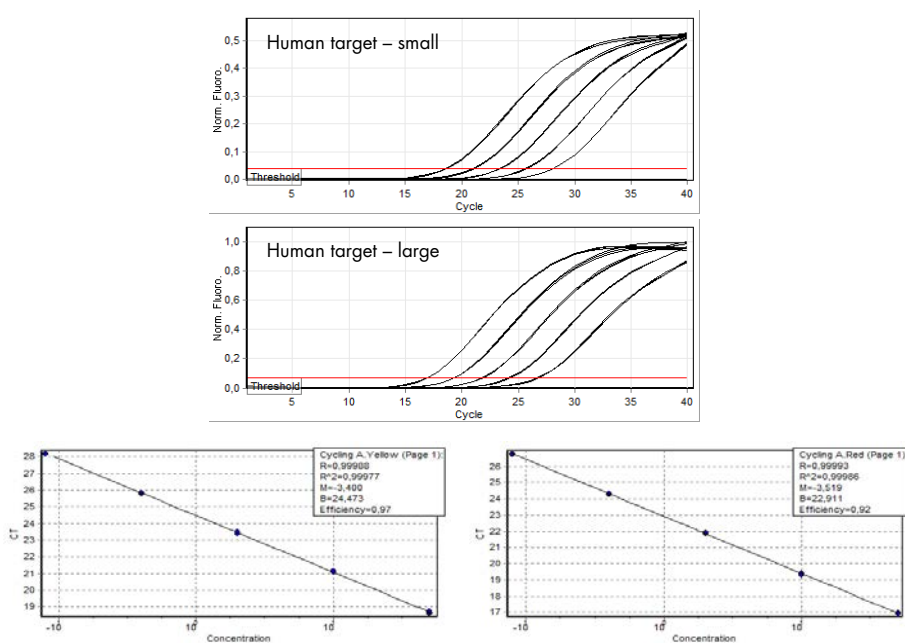 Human target – small
Norm. Fluoro.
0,5
0,4
0,3
0,2
0,1
0,0
Threshold
5 10 15 20 25 30 35 40
Cycle
Human target – large
Norm. Fluoro.
1,0
0,8
0,6
0,4
0,2
0,0
Threshold
5 10 15 20 25 30 35 40
Cycle
Cycling A.Yellow (Page 1):
R=0,99988
R^2=0,99977
M=-3,400
B=24,473
Efficiency=0,97
CT
28
27
26
25
24
23
22
21
20
19
Concentration
Cycling A.Red (Page 1)
R=0,99993
R^2=0,99986
M=-3,519
B=22,911
Efficiency=0,92
CT
26
25
24
23
22
21
20
19
18
17
Concentration